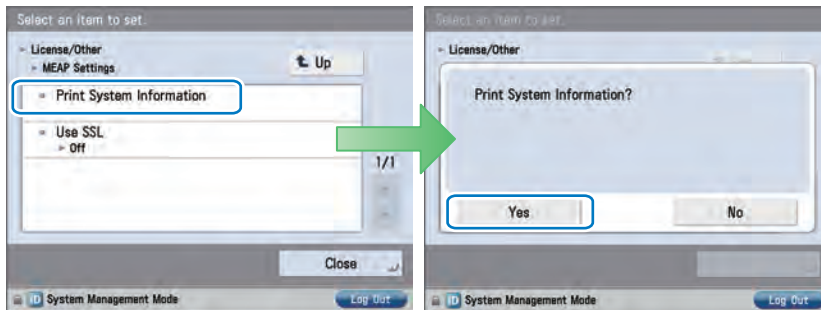 Select an item to set.
License/Other
MEAP Settings
Up
Print System Information
Use SSL
Off
1/1
Close
iD System Management Mode
Log Out
Select an item to set.
License/Other
Print System Information?
Yes
No
iD System Management Mode
Log Out